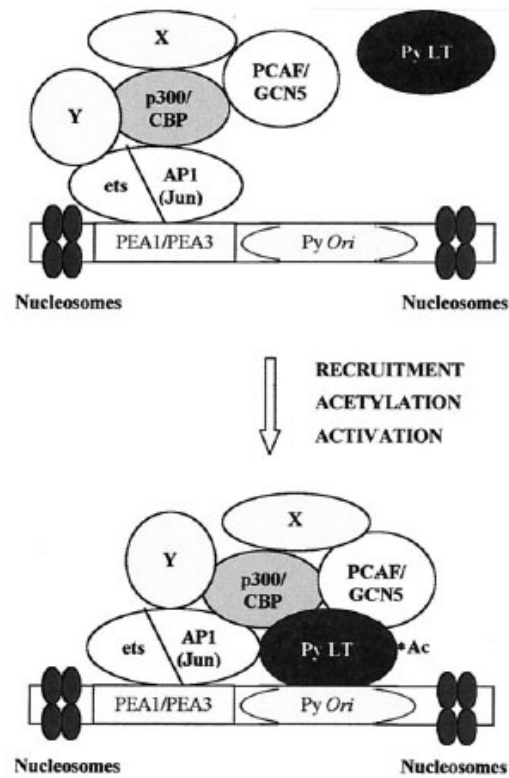 X
Py LT
PCAF/
GCN5
p300/
CBP
Y
ets
AP1
(Jun)
PEA1/PEA3
Py Ori
Nucleosomes
Nucleosomes
RECRUITMENT
ACETYLATION
ACTIVATION
X
Y
p300/
CBP
PCAF/
GCN5
ets
AP1
(Jun)
Py LT
*Ac
PEA1/PEA3
Py Ori
Nucleosomes
Nucleosomes